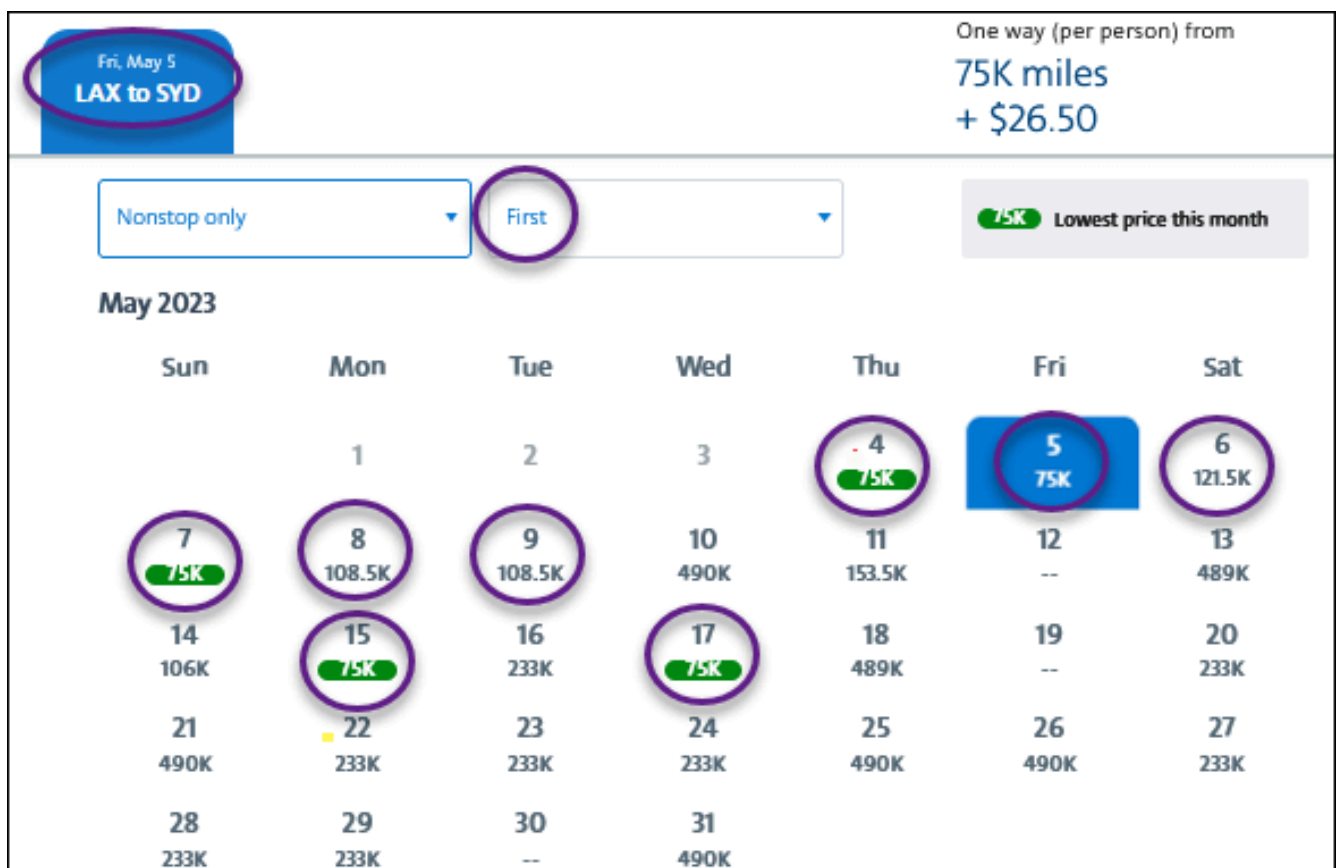 Fri, May 5
LAX to SYD
One way (per person) from
75K miles
+ $26.50
Nonstop only First 75K Lowest price this month
May 2023
Sun Mon Tue Wed Thu Fri Sat
1 2 3 4 5 6
75K 75K 121.5K
7 8 9 10 11 12 13
75K 108.5K 108.5K 490K 153.5K -- 489K
14 15 16 17 18 19 20
106K 75K 233K 75K 489K -- 233K
21 22 23 24 25 26 27
490K 233K 233K 233K 490K 490K 233K
28 29 30 31
233K 233K -- 490K